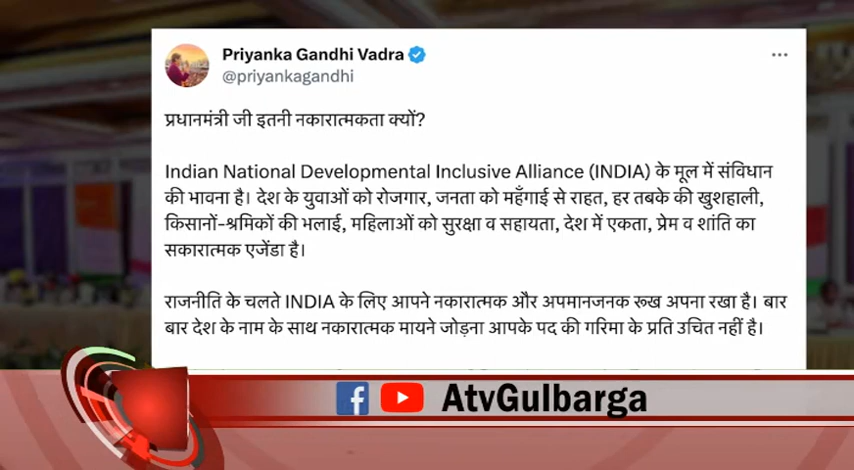 Priyanka Gandhi Vadra
@priyankagandhi
प्रधानमंत्री जी इतनी नकारात्मकता क्यों?
Indian National Developmental Inclusive Alliance (INDIA) के मूल में संविधान
की भावना है। देश के युवाओं को रोजगार, जनता को महँगाई से राहत, हर तबके की खुशहाली,
किसानों-श्रमिकों की भलाई, महिलाओं को सुरक्षा व सहायता, देश में एकता, प्रेम व शांति का
सकारात्मक एजेंडा है।
राजनीति के चलते INDIA के लिए आपने नकारात्मक और अपमानजनक रूख अपना रखा है। बार
बार देश के नाम के साथ नकारात्मक मायने जोड़ना आपके पद की गरिमा के प्रति उचित नहीं है।
AtvGulbarga